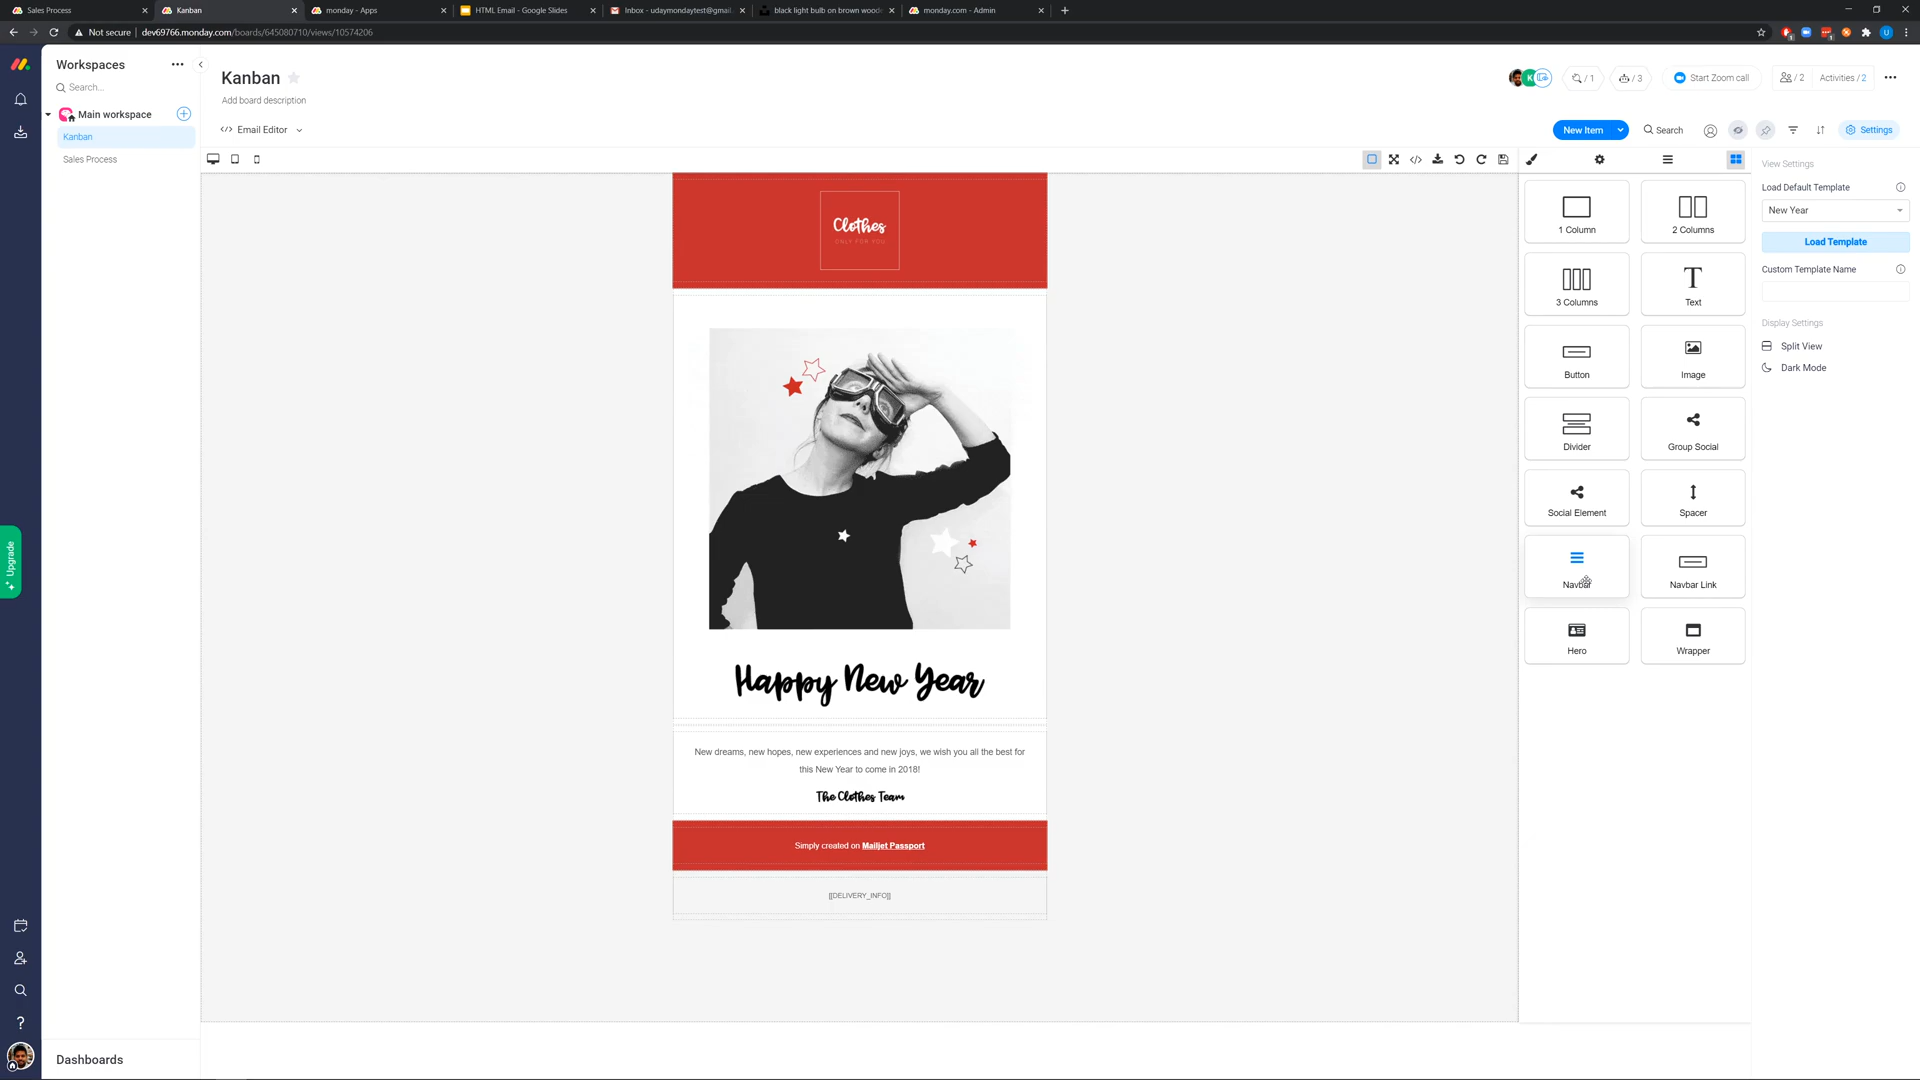 Sales Process
Kanban
monday - Apps
HTML Email - Google Slides
Inbox - udaymondaytest@gmail.
black light bulb on brown woode
monday.com - Admin
Not secure | dev69766.monday.com/boards/645080710/views/10574206
U
Workspaces
Search...
Main workspace
Kanban
Sales Process
Dashboards
Upgrade
Kanban
Add board description
Email Editor
K
/ 1
/ 3
Start Zoom call
/ 2
Activities / 2
New Item
Search
Settings
Clothes
ONLY FOR YOU
Happy New Year
New dreams, new hopes, new experiences and new joys, we wish you all the best for
this New Year to come in 2018!
The Clothes Team
Simply created on Mailjet Passport
[[DELIVERY_INFO]]
1 Column
2 Columns
3 Columns
Text
Button
Image
Divider
Group Social
Social Element
Spacer
Navbar
Navbar Link
Hero
Wrapper
View Settings
Load Default Template
New Year
Load Template
Custom Template Name
Display Settings
Split View
Dark Mode